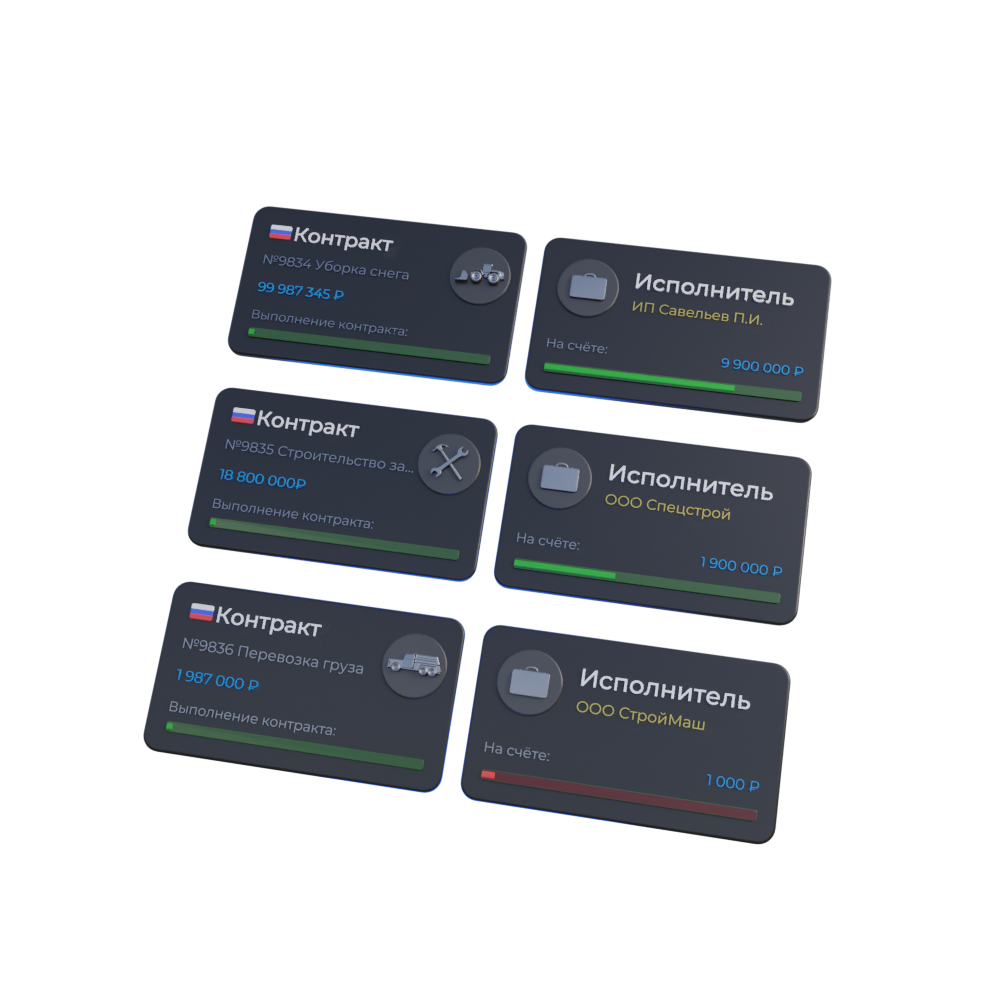 Контракт
№9834 Уборка снега
99 987 345 ₽
Выполнение контракта:
Исполнитель
ИП Савельев П.И.
На счёте:
9 900 000 ₽
Контракт
№9835 Строительство за...
18 800 000₽
Выполнение контракта:
Исполнитель
ООО Спецстрой
На счёте:
1 900 000 ₽
Контракт
№9836 Перевозка груза
1 987 000 ₽
Выполнение контракта:
Исполнитель
ООО СтройМаш
На счёте:
1 000 ₽